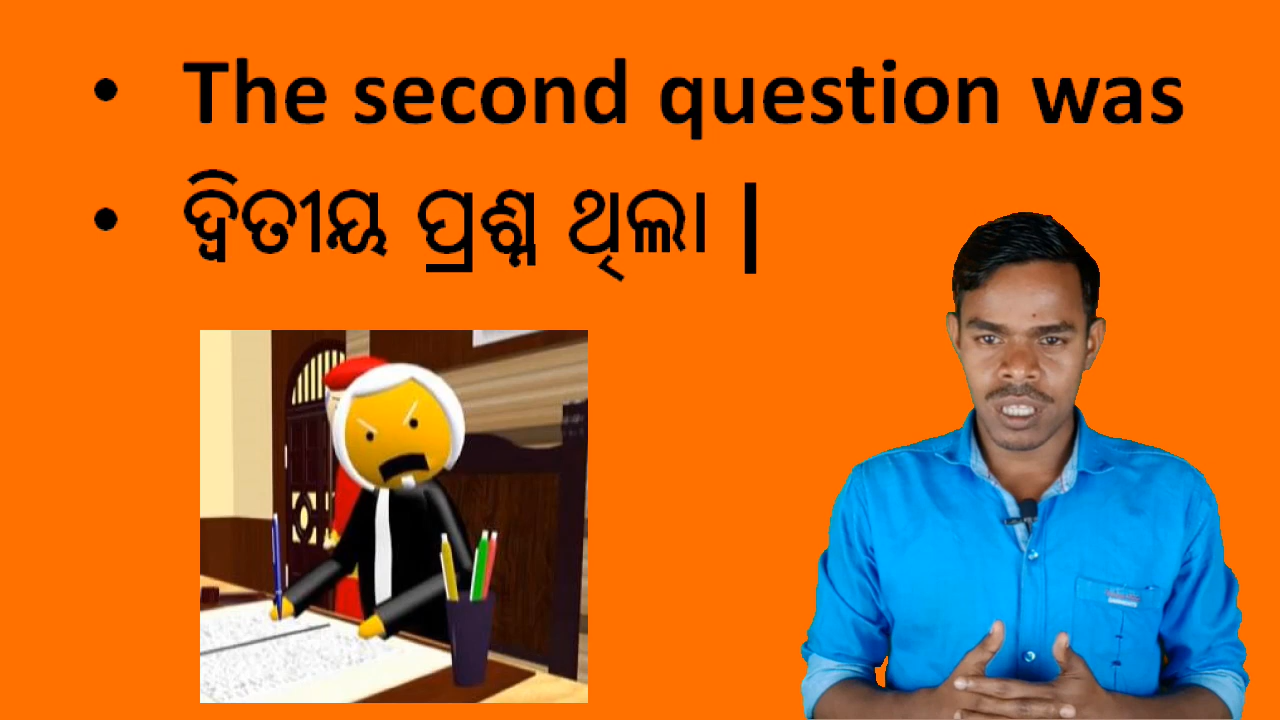 • The second question was
• ଦ୍ଵିତୀୟ ପ୍ରଶ୍ନ ଥିଲା |